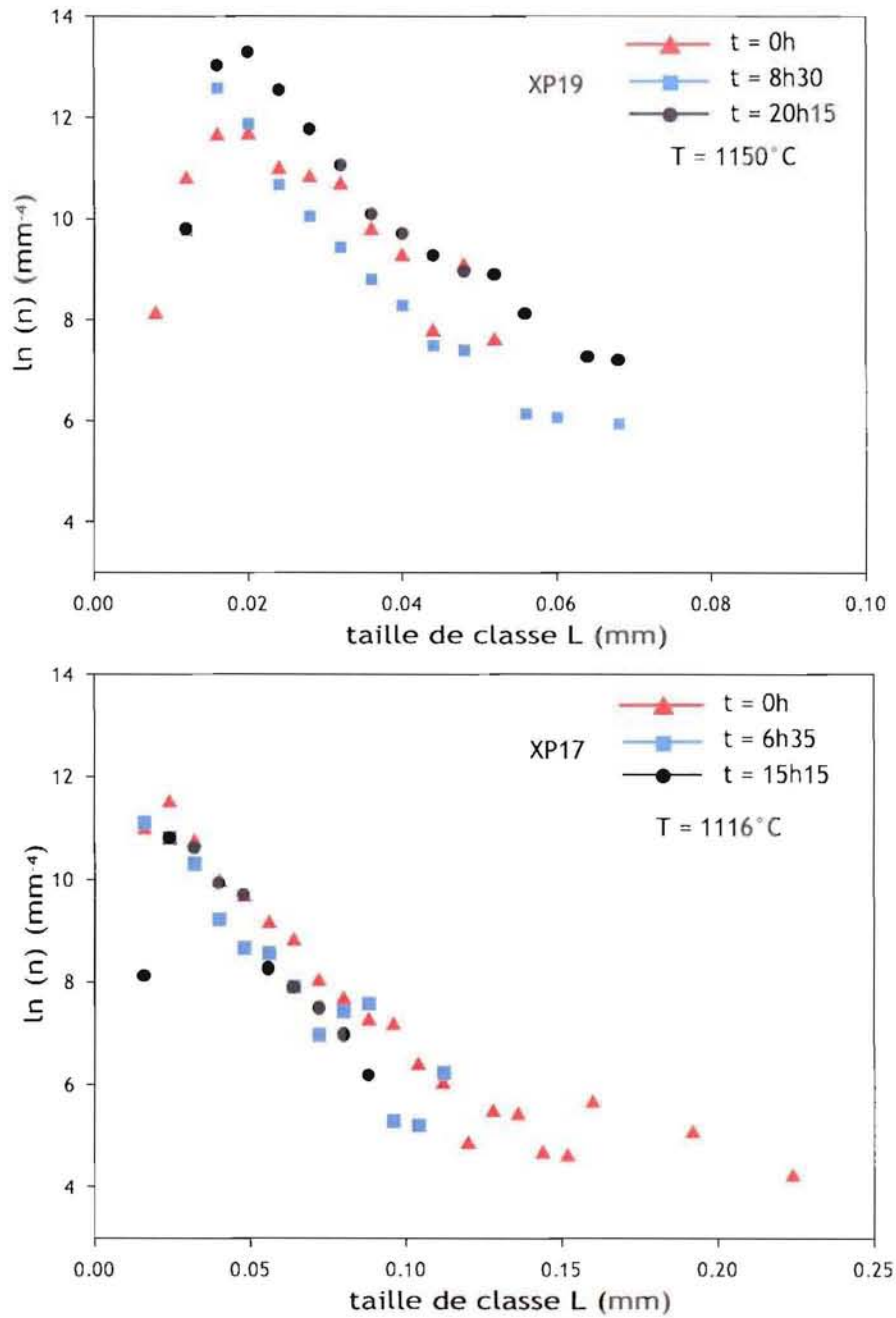 14
12
10
8
6
4
ln (n) (mm-4)
XP19
t = 0h
t = 8h30
t = 20h15
T = 1150°C
0.00 0.02 0.04 0.06 0.08 0.10
taille de classe L (mm)
14
12
10
8
6
4
ln (n) (mm-4)
XP17
t = 0h
t = 6h35
t = 15h15
T = 1116°C
0.00 0.05 0.10 0.15 0.20 0.25
taille de classe L (mm)